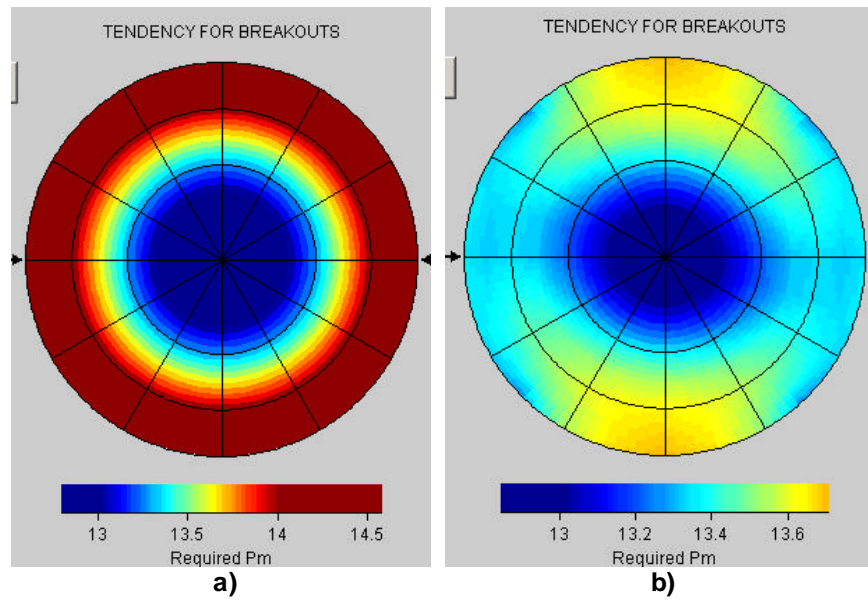 TENDENCY FOR BREAKOUTS
13 13.5 14 14.5
Required Pm
a)
TENDENCY FOR BREAKOUTS
13 13.2 13.4 13.6
Required Pm
b)